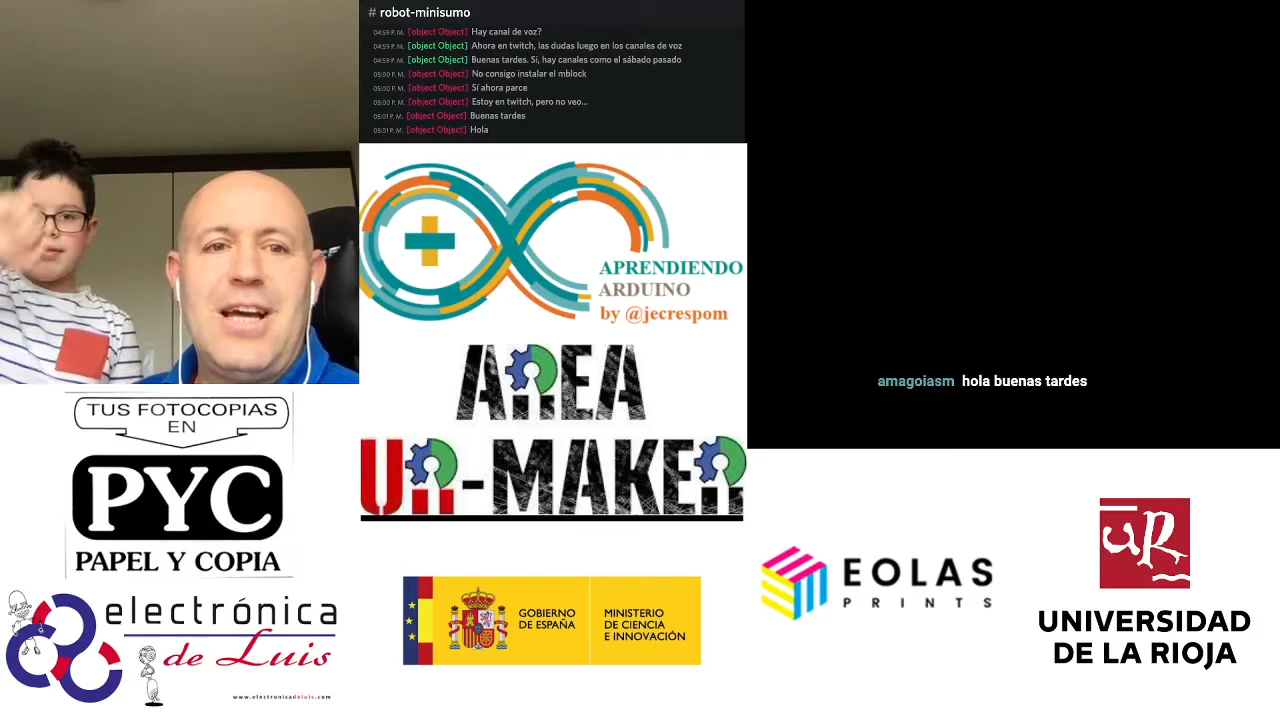 # robot-minisumo
04:59 P.M. [object Object] Hay canal de voz?
04:59 P.M. [object Object] Ahora en twitch, las dudas luego en los canales de voz
04:59 P.M. [object Object] Buenas tardes. Si, hay canales como el sábado pasado
05:00 P.M. [object Object] No consigo instalar el mblock
05:00 P.M. [object Object] Sí ahora parce
05:00 P.M. [object Object] Estoy en twitch, pero no veo...
05:01 P.M. [object Object] Buenas tardes
05:01 P.M. [object Object] Hola
APRENDIENDO
ARDUINO
by @jecrespom
AREA
UR-MAKER
amagoiasm hola buenas tardes
TUS FOTOCOPIAS
EN
PYC
PAPEL Y COPIA
electrónica
de Luis
www.electronicadeluis.com
GOBIERNO
DE ESPAÑA
MINISTERIO
DE CIENCIA
E INNOVACIÓN
EOLAS
PRINTS
UR
UNIVERSIDAD
DE LA RIOJA